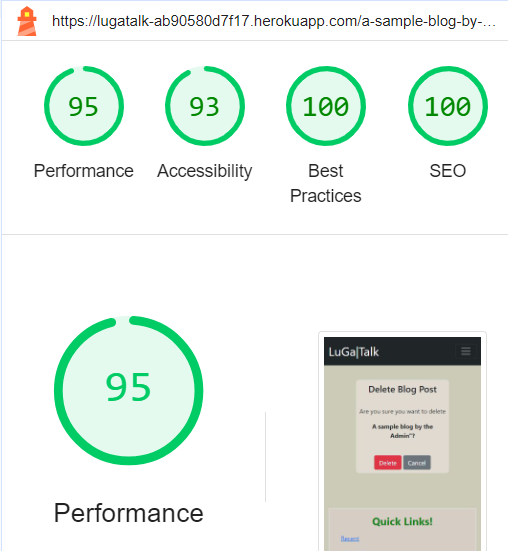 https://lugatalk-ab90580d7f17.herokuapp.com/a-sample-blog-by-...
95
93
100
100
Performance
Accessibility
Best
Practices
SEO
95
Performance
LuGa|Talk
Delete Blog Post
Are you sure you want to delete
A sample blog by the
Admin"?
Delete
Cancel
Quick Links!
Recent